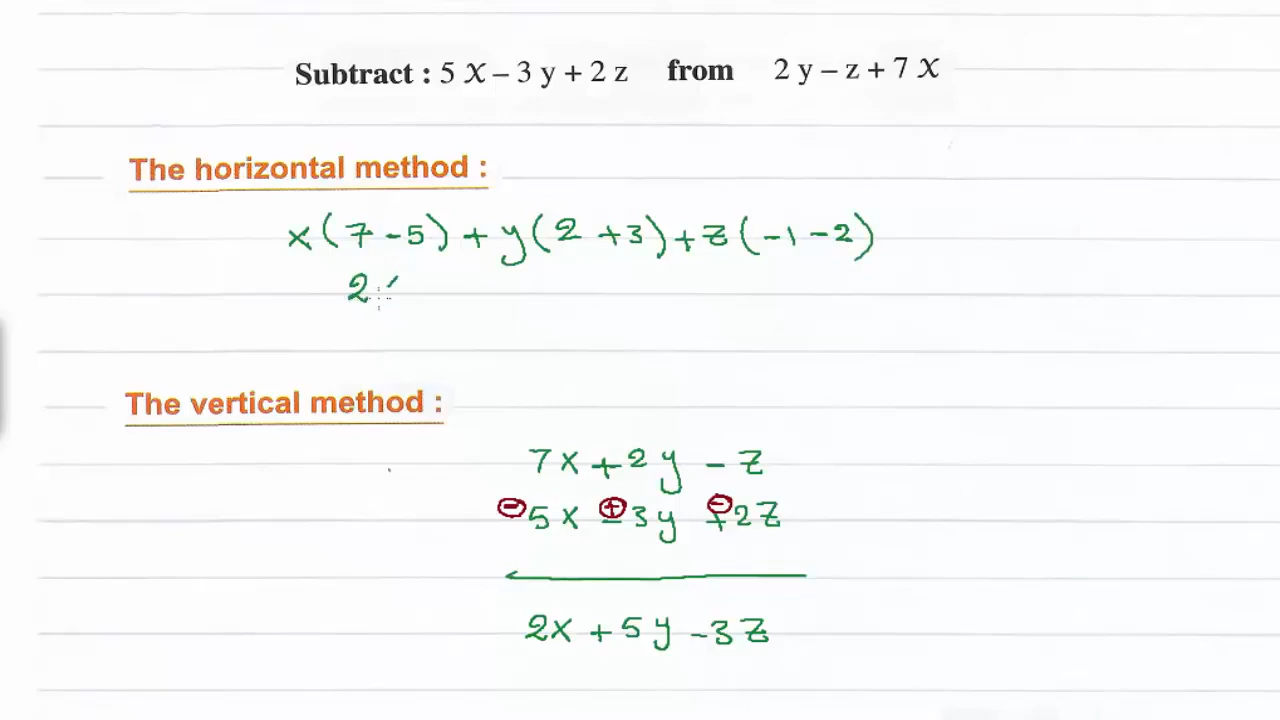 Subtract : 5 X – 3 y + 2 z from 2 y – z + 7 X
The horizontal method :
x(7-5) + y(2+3) + z(-1-2)
2
The vertical method :
7x + 2y - z
⊖5x ⊕-3y ⊖+2z
2x + 5y - 3z